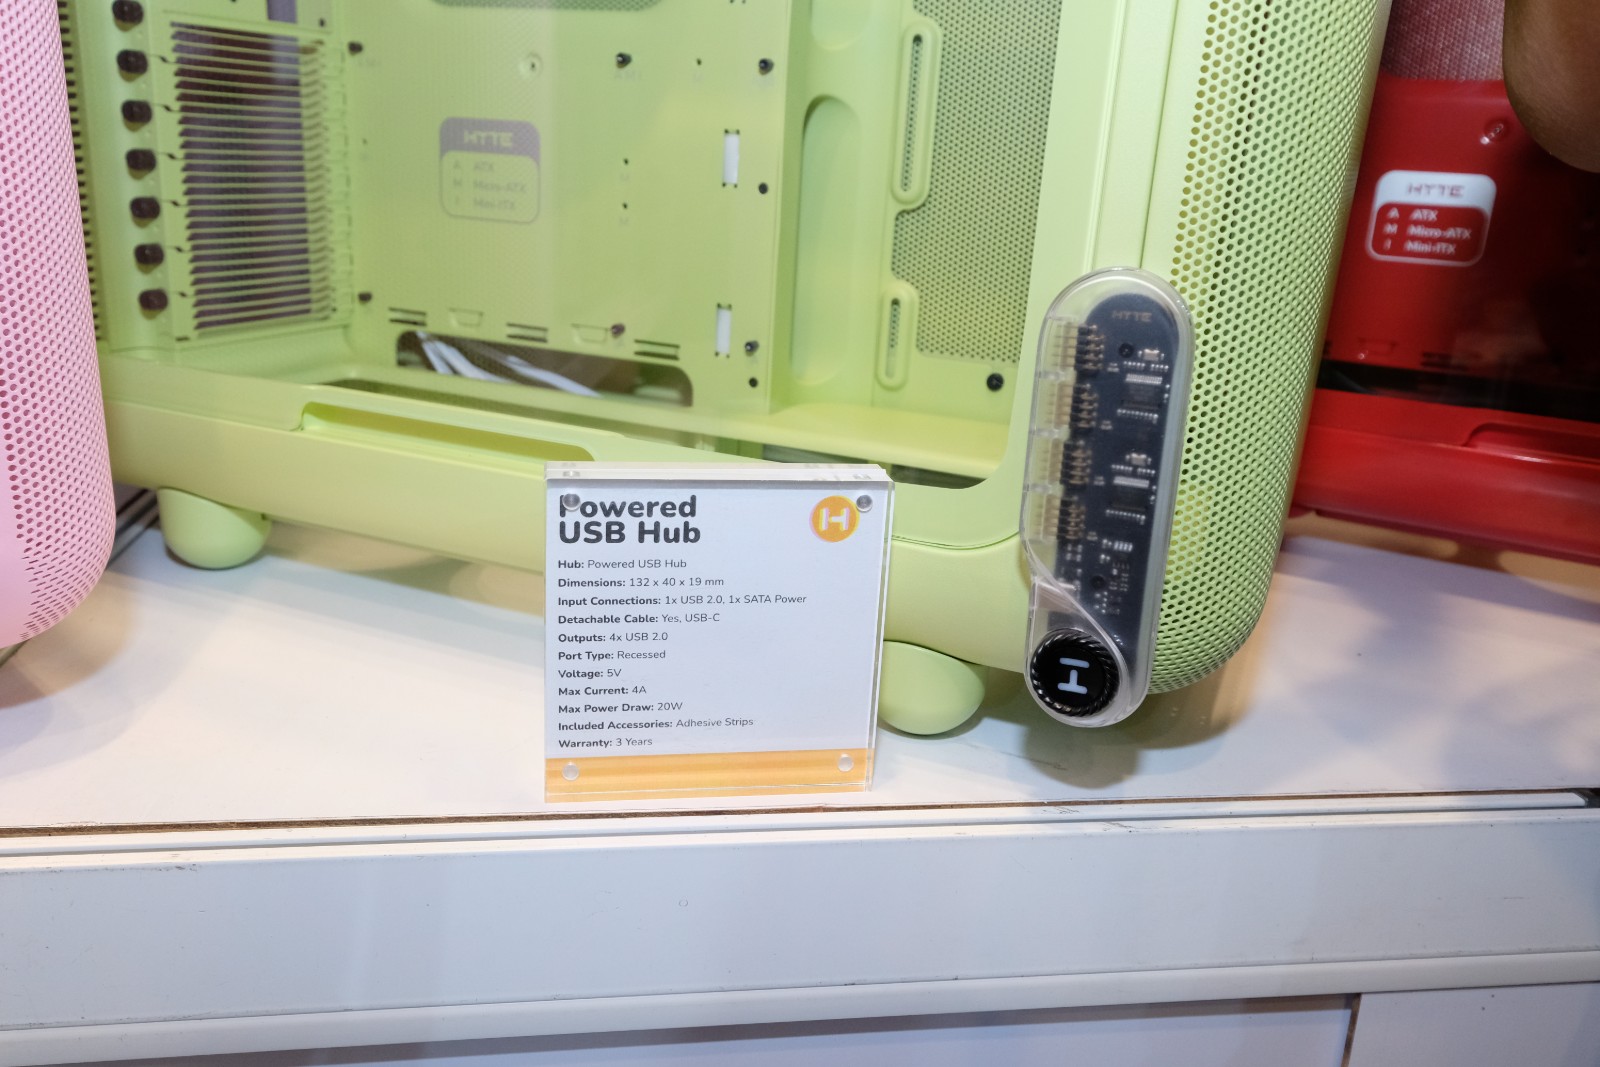 HYTE
A ATX
M Micro-ATX
I Mini-ITX
HYTE
A ATX
M Micro-ATX
I Mini-ITX
HYTE
Powered
USB Hub
H
Hub: Powered USB Hub
Dimensions: 132 x 40 x 19 mm
Input Connections: 1x USB 2.0, 1x SATA Power
Detachable Cable: Yes, USB-C
Outputs: 4x USB 2.0
Port Type: Recessed
Voltage: 5V
Max Current: 4A
Max Power Draw: 20W
Included Accessories: Adhesive Strips
Warranty: 3 Years
H